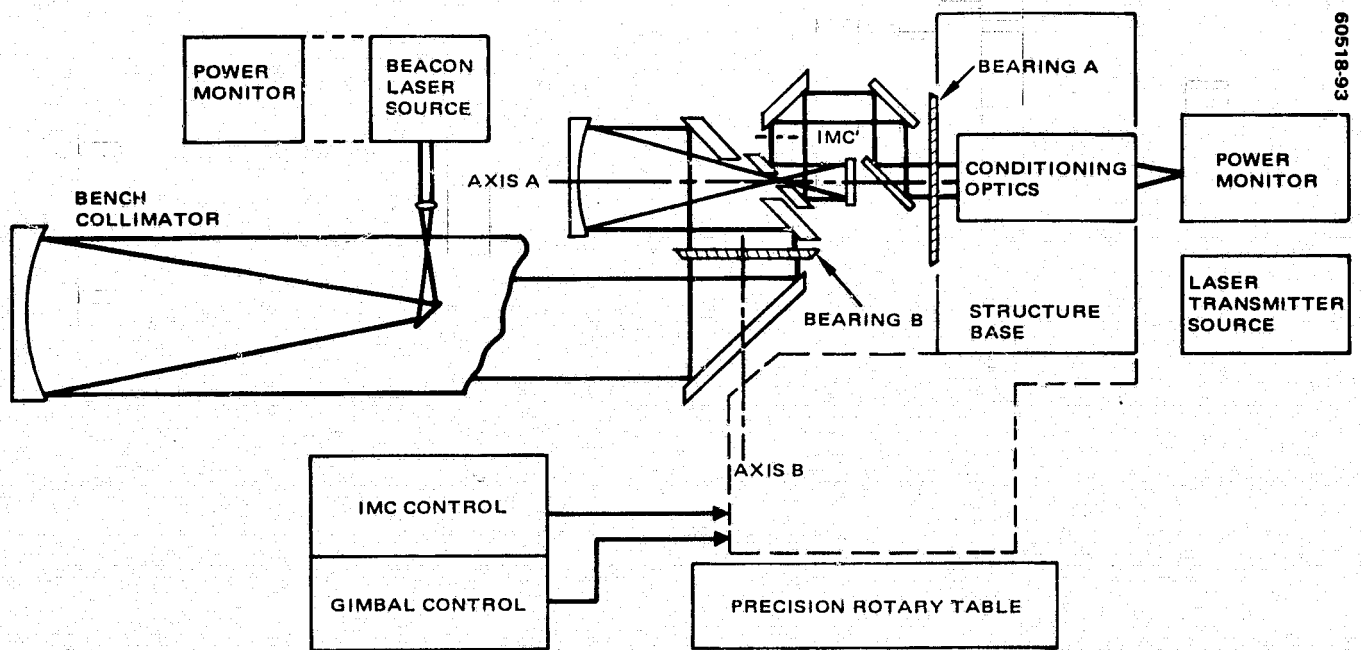 60518-93
POWER
MONITOR
BEACON
LASER
SOURCE
BEARING A
IMC'
AXIS A
CONDITIONING
OPTICS
POWER
MONITOR
BENCH
COLLIMATOR
BEARING B
STRUCTURE
BASE
LASER
TRANSMITTER
SOURCE
AXIS B
IMC CONTROL
GIMBAL CONTROL
PRECISION ROTARY TABLE